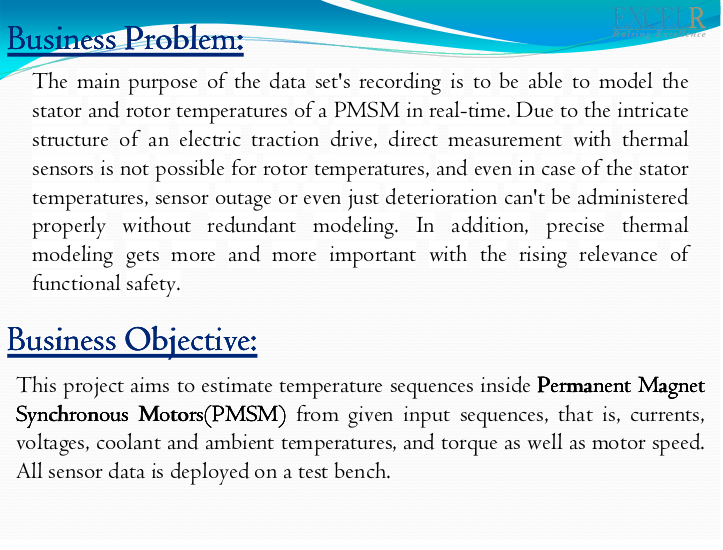 EXCELR
Raising Excellence
Business Problem:
The main purpose of the data set's recording is to be able to model the
stator and rotor temperatures of a PMSM in real-time. Due to the intricate
structure of an electric traction drive, direct measurement with thermal
sensors is not possible for rotor temperatures, and even in case of the stator
temperatures, sensor outage or even just deterioration can't be administered
properly without redundant modeling. In addition, precise thermal
modeling gets more and more important with the rising relevance of
functional safety.
Business Objective:
This project aims to estimate temperature sequences inside Permanent Magnet
Synchronous Motors(PMSM) from given input sequences, that is, currents,
voltages, coolant and ambient temperatures, and torque as well as motor speed.
All sensor data is deployed on a test bench.